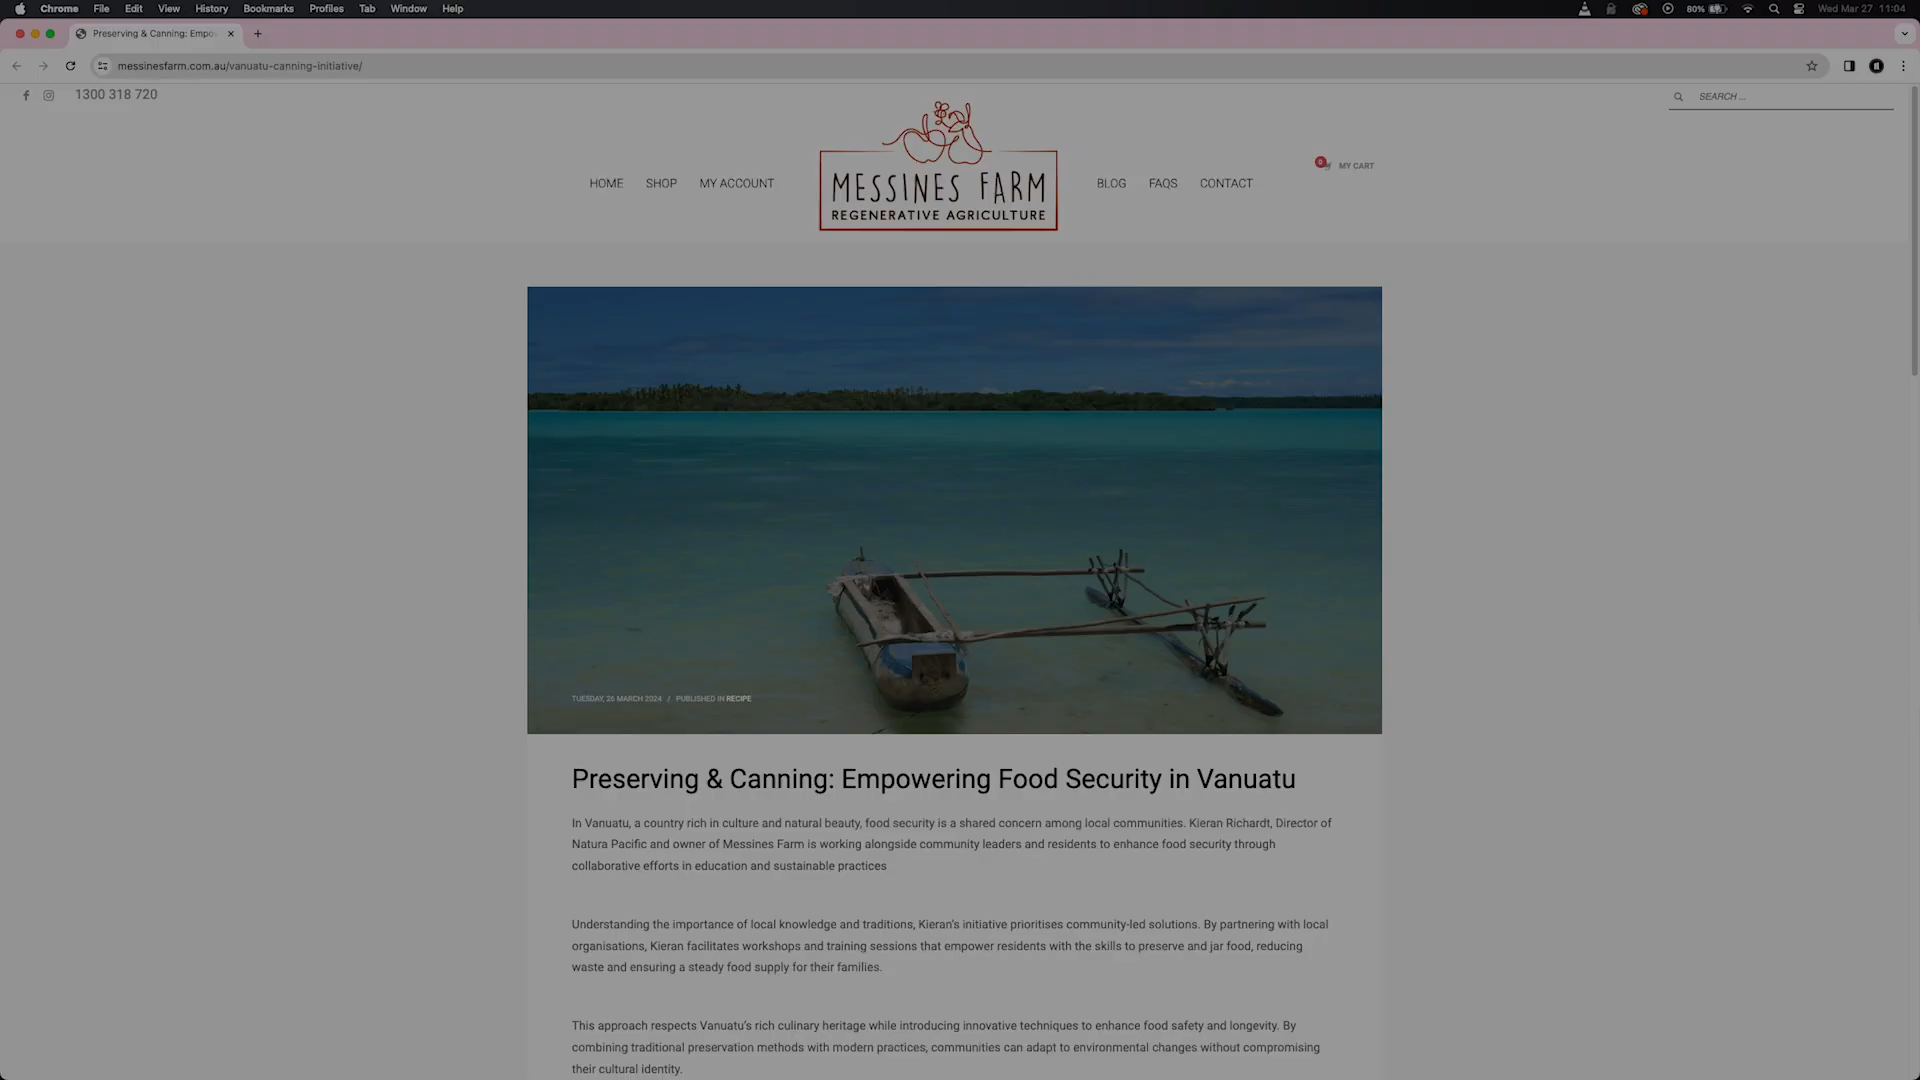 Chrome File Edit View History Bookmarks Profiles Tab Window Help
80%
Wed Mar 27 11:04
Preserving & Canning: Empo
messinesfarm.com.au/vanuatu-canning-initiative/
1300 318 720
SEARCH ...
HOME SHOP MY ACCOUNT
MESSINES FARM
REGENERATIVE AGRICULTURE
BLOG FAQS CONTACT
0 MY CART
TUESDAY, 26 MARCH 2024 / PUBLISHED IN RECIPE
Preserving & Canning: Empowering Food Security in Vanuatu
In Vanuatu, a country rich in culture and natural beauty, food security is a shared concern among local communities. Kieran Richardt, Director of
Natura Pacific and owner of Messines Farm is working alongside community leaders and residents to enhance food security through
collaborative efforts in education and sustainable practices
Understanding the importance of local knowledge and traditions, Kieran's initiative prioritises community-led solutions. By partnering with local
organisations, Kieran facilitates workshops and training sessions that empower residents with the skills to preserve and jar food, reducing
waste and ensuring a steady food supply for their families.
This approach respects Vanuatu's rich culinary heritage while introducing innovative techniques to enhance food safety and longevity. By
combining traditional preservation methods with modern practices, communities can adapt to environmental changes without compromising
their cultural identity.